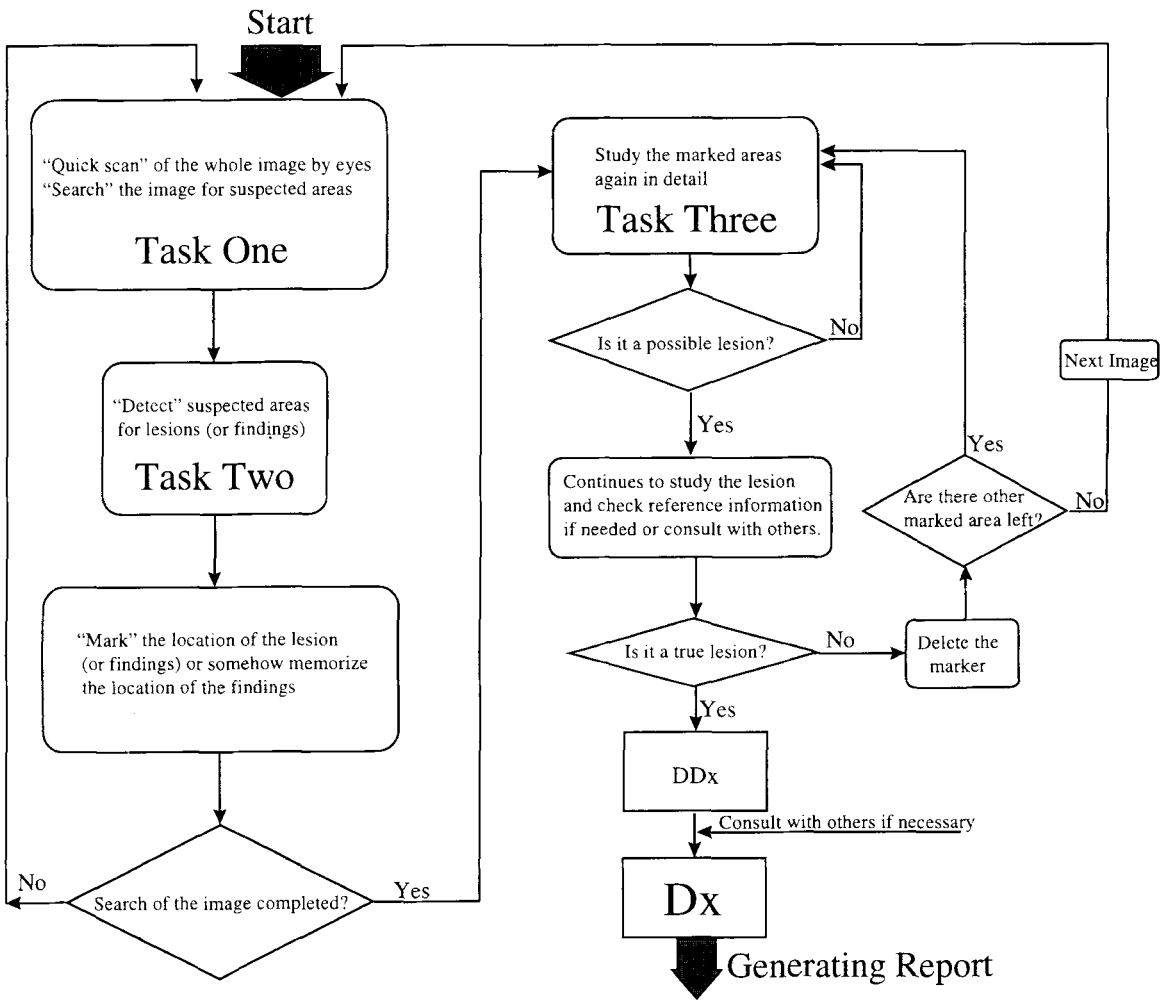 Start
“Quick scan” of the whole image by eyes
“Search” the image for suspected areas
Task One
“Detect” suspected areas
for lesions (or findings)
Task Two
“Mark” the location of the lesion
(or findings) or somehow memorize
the location of the findings
Search of the image completed?
No
Yes
Study the marked areas
again in detail
Task Three
Is it a possible lesion?
No
Yes
Continues to study the lesion
and check reference information
if needed or consult with others.
Is it a true lesion?
No
Delete the
marker
Are there other
marked area left?
Yes
No
Next Image
Yes
DDx
Consult with others if necessary
Dx
Generating Report